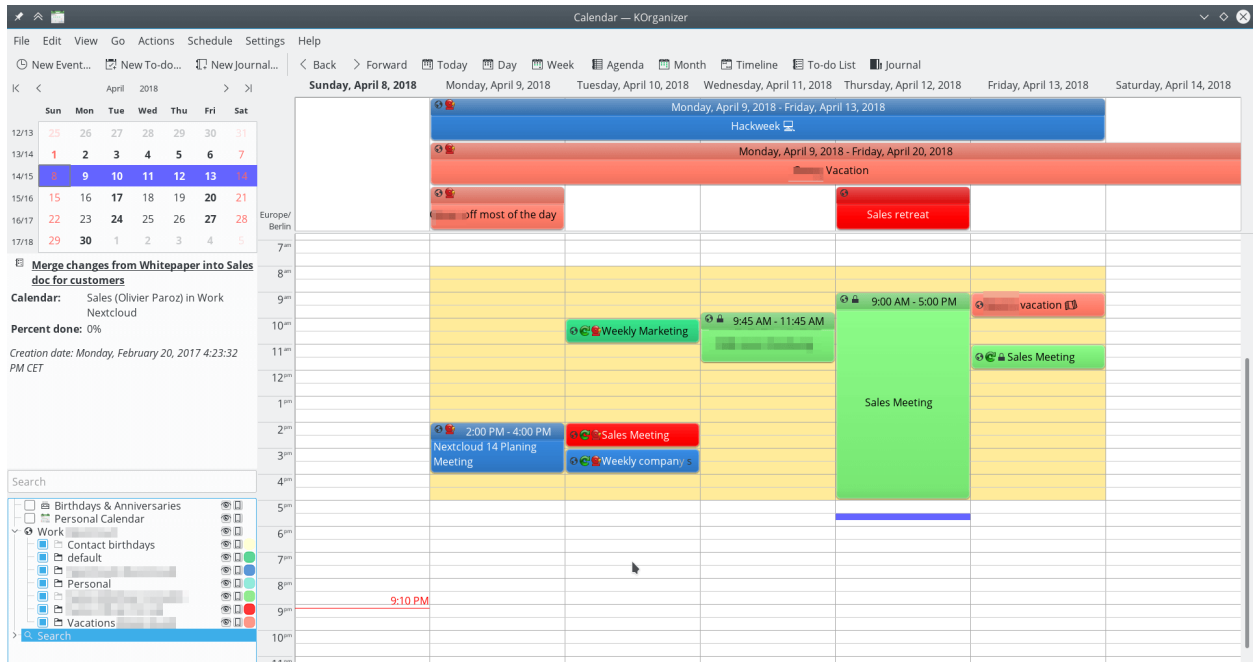 Calendar — KOrganizer
File Edit View Go Actions Schedule Settings Help
New Event... New To-do... New Journal... Back Forward Today Day Week Agenda Month Timeline To-do List Journal
April 2018
Sun Mon Tue Wed Thu Fri Sat
12/13 25 26 27 28 29 30 31
13/14 1 2 3 4 5 6 7
14/15 8 9 10 11 12 13 14
15/16 15 16 17 18 19 20 21
16/17 22 23 24 25 26 27 28
17/18 29 30 1 2 3 4 5
Merge changes from Whitepaper into Sales
doc for customers
Calendar: Sales (Olivier Paroz) in Work
Nextcloud
Percent done: 0%
Creation date: Monday, February 20, 2017 4:23:32
PM CET
Search
Birthdays & Anniversaries
Personal Calendar
Work
Contact birthdays
default
Personal
Vacations
Search
Sunday, April 8, 2018 Monday, April 9, 2018 Tuesday, April 10, 2018 Wednesday, April 11, 2018 Thursday, April 12, 2018 Friday, April 13, 2018 Saturday, April 14, 2018
Monday, April 9, 2018 - Friday, April 13, 2018
Hackweek
Monday, April 9, 2018 - Friday, April 20, 2018
Vacation
off most of the day
Sales retreat
Europe/
Berlin
7am
8am
9am
9:00 AM - 5:00 PM
vacation
10am
9:45 AM - 11:45 AM
Weekly Marketing
11am
Sales Meeting
12pm
1pm
Sales Meeting
2pm
2:00 PM - 4:00 PM
Sales Meeting
Nextcloud 14 Planing
Meeting
3pm
Weekly company s
4pm
5pm
6pm
7pm
8pm
9:10 PM
9pm
10pm